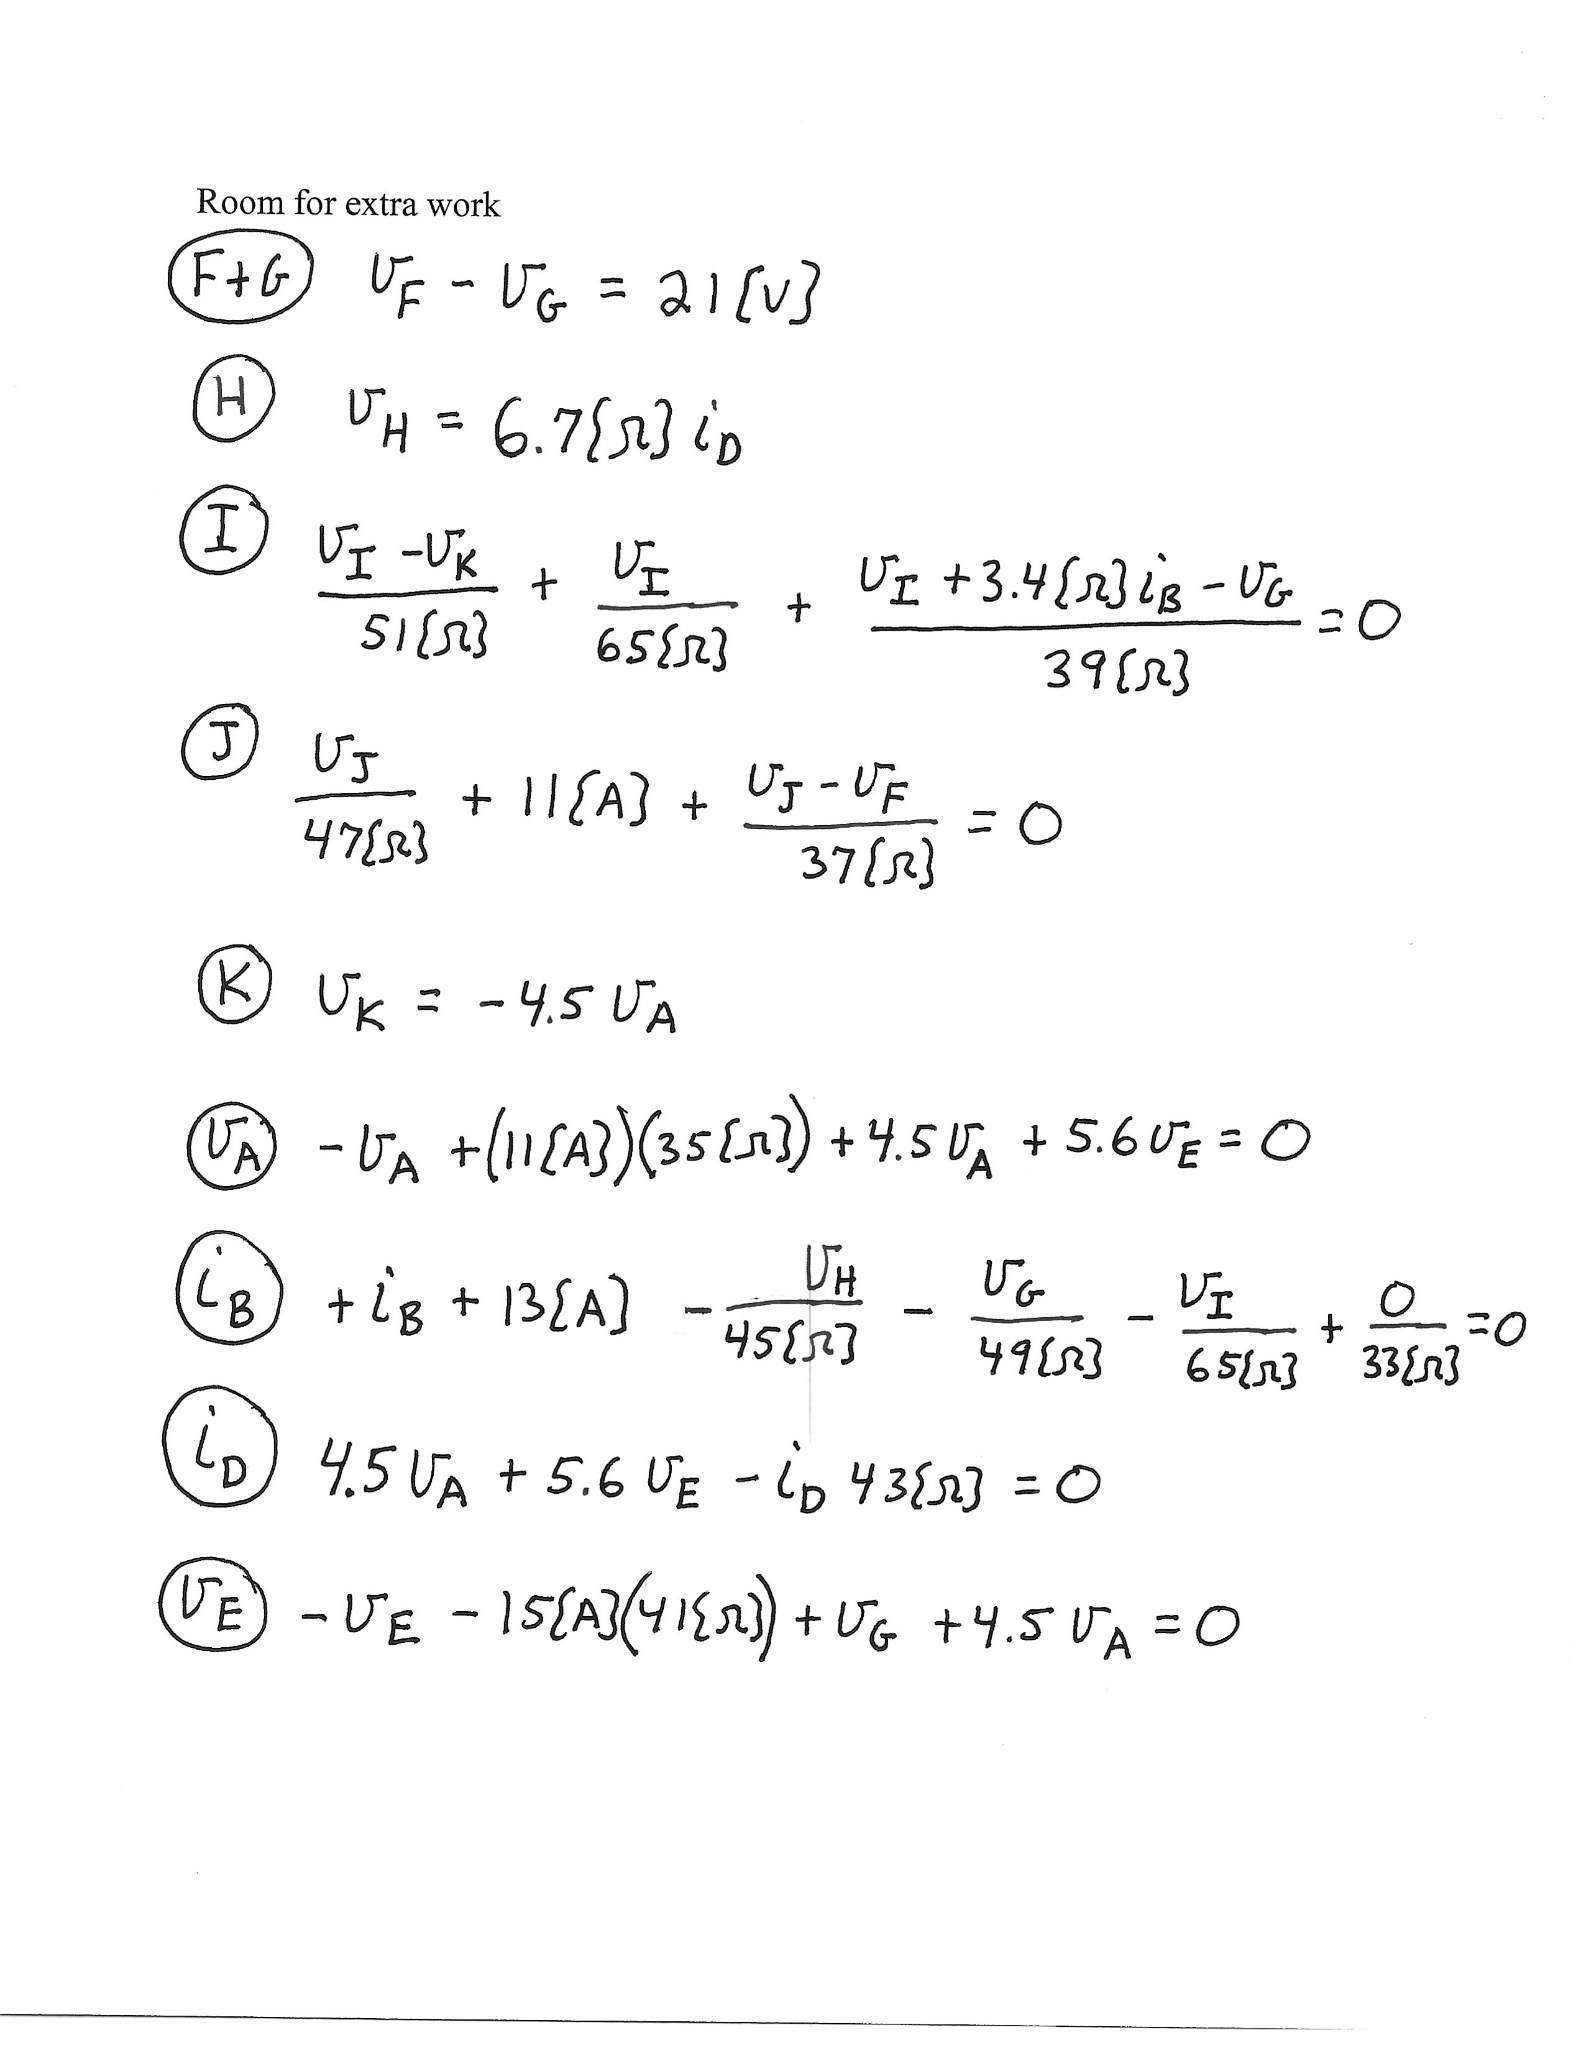 Room for extra work
F+G v_F - v_G = 21{V}
H v_H = 6.7{Ω} i_D
I (v_I - v_K)/51{Ω} + v_I/65{Ω} + (v_I + 3.4{Ω} i_B - v_G)/39{Ω} = 0
J v_J/47{Ω} + 11{A} + (v_J - v_F)/37{Ω} = 0
K v_K = -4.5 v_A
v_A -v_A + (11{A})(35{Ω}) + 4.5 v_A + 5.6 v_E = 0
i_B +i_B + 13{A} - v_H/45{Ω} - v_G/49{Ω} - v_I/65{Ω} + 0/33{Ω} = 0
i_D 4.5 v_A + 5.6 v_E - i_D 43{Ω} = 0
v_E -v_E - 15{A}(41{Ω}) + v_G + 4.5 v_A = 0